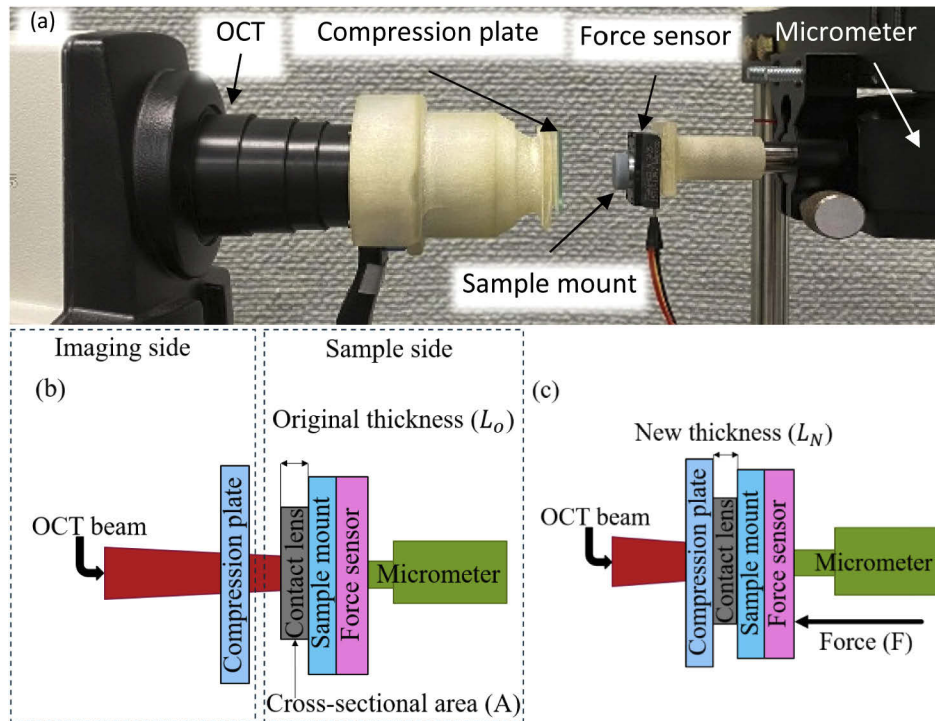 (a)
OCT
Compression plate
Force sensor
Micrometer
Sample mount
Imaging side
Sample side
(b)
Original thickness (L₀)
OCT beam
Compression plate
Contact lens
Sample mount
Force sensor
Micrometer
Cross-sectional area (A)
(c)
New thickness (L_N)
OCT beam
Compression plate
Contact lens
Sample mount
Force sensor
Micrometer
Force (F)